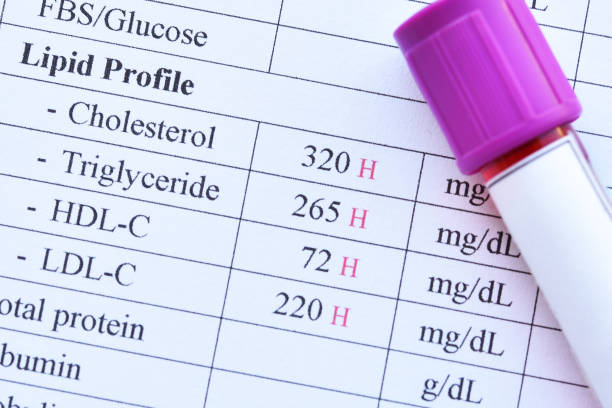 FBS/Glucose
Lipid Profile
- Cholesterol 320 H mg/
- Triglyceride 265 H mg/dL
- HDL-C 72 H mg/dL
- LDL-C 220 H mg/dL
otal protein g/dL
bumin